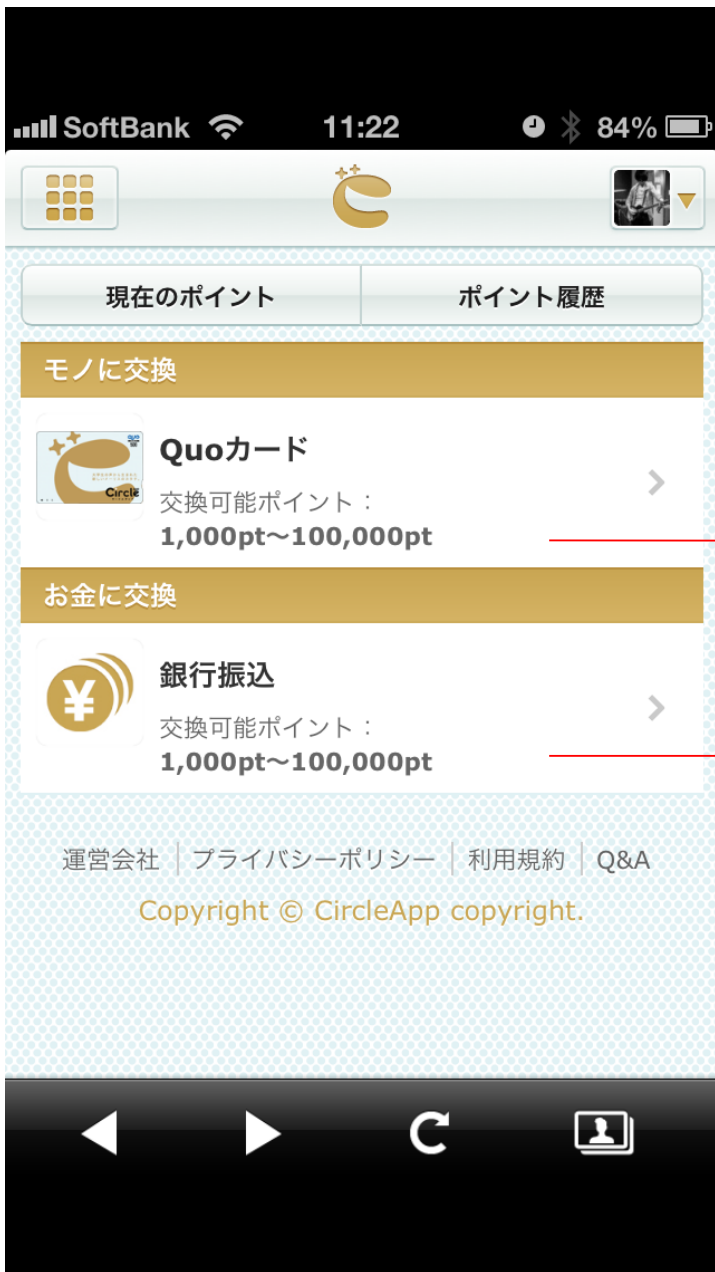 SoftBank 11:22 84%
現在のポイント ポイント履歴
モノに交換
Quo
Circle
Quoカード
交換可能ポイント：
1,000pt〜100,000pt
お金に交換
¥
銀行振込
交換可能ポイント：
1,000pt〜100,000pt
運営会社 プライバシーポリシー 利用規約 Q&A
Copyright © CircleApp copyright.